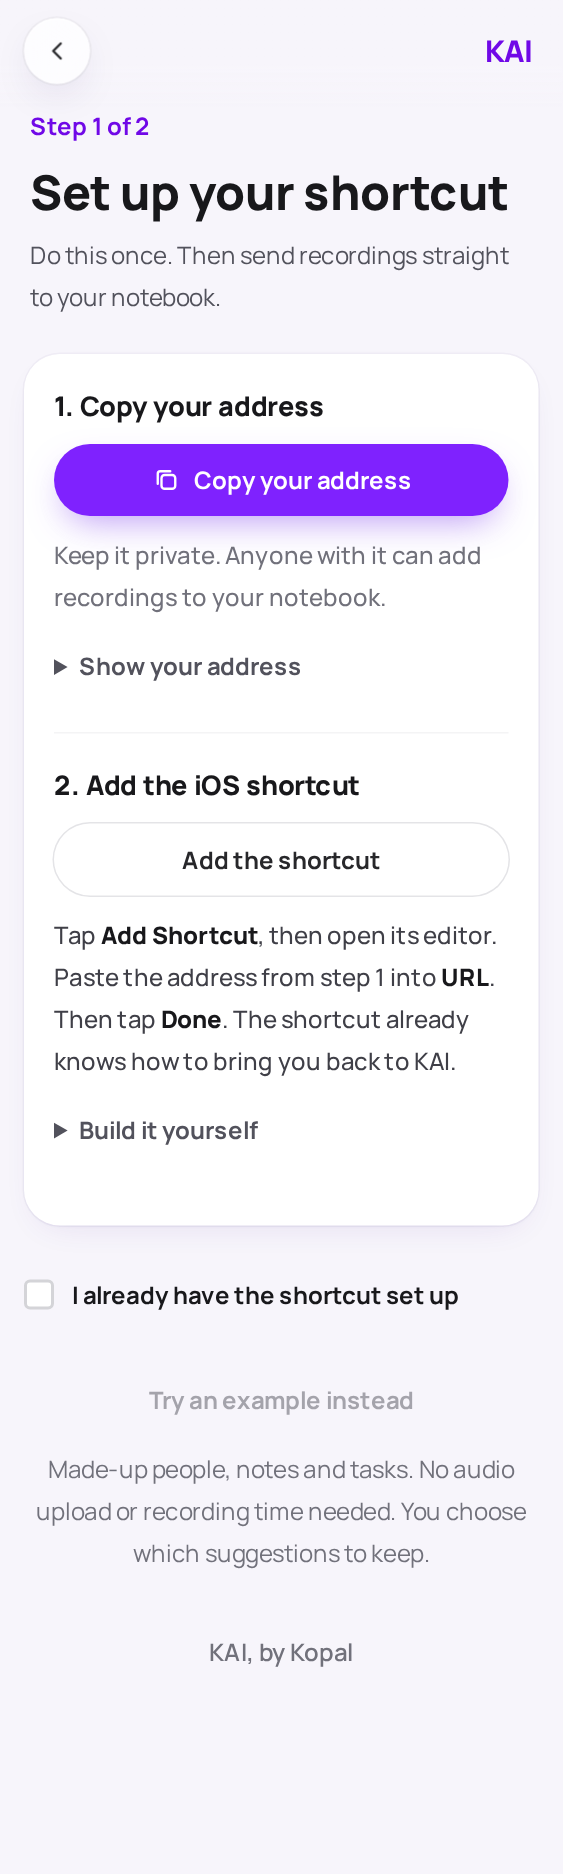 KAI
Step 1 of 2
Set up your shortcut
Do this once. Then send recordings straight
to your notebook.
1. Copy your address
Copy your address
Keep it private. Anyone with it can add
recordings to your notebook.
Show your address
2. Add the iOS shortcut
Add the shortcut
Tap Add Shortcut, then open its editor.
Paste the address from step 1 into URL.
Then tap Done. The shortcut already
knows how to bring you back to KAI.
Build it yourself
I already have the shortcut set up
Try an example instead
Made-up people, notes and tasks. No audio
upload or recording time needed. You choose
which suggestions to keep.
KAI, by Kopal